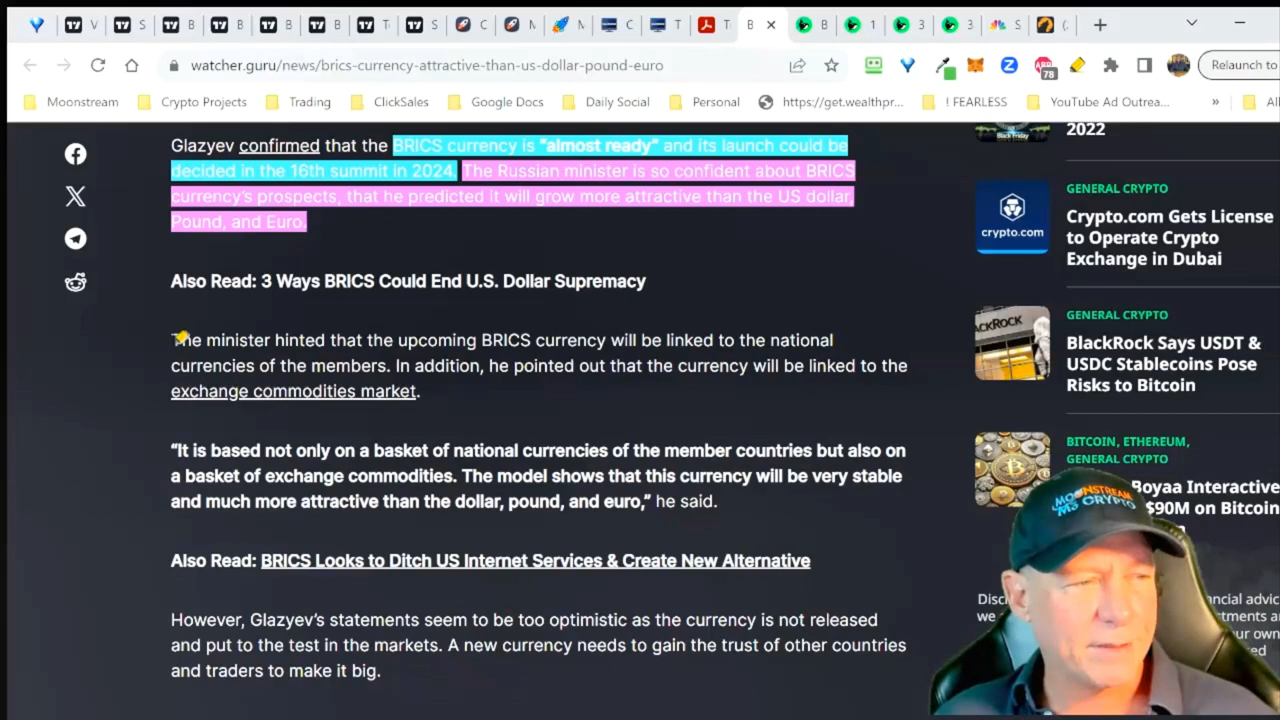 V
S
B
B
B
B
T
S
C
M
M
C
T
T
B
B
1
3
3
S
(
watcher.guru/news/brics-currency-attractive-than-us-dollar-pound-euro
78
Relaunch to
Moonstream
Crypto Projects
Trading
ClickSales
Google Docs
Daily Social
Personal
https://get.wealthpr...
! FEARLESS
YouTube Ad Outrea...
»
Glazyev confirmed that the BRICS currency is “almost ready” and its launch could be
decided in the 16th summit in 2024. The Russian minister is so confident about BRICS
currency’s prospects, that he predicted it will grow more attractive than the US dollar,
Pound, and Euro.
Also Read: 3 Ways BRICS Could End U.S. Dollar Supremacy
The minister hinted that the upcoming BRICS currency will be linked to the national
currencies of the members. In addition, he pointed out that the currency will be linked to the
exchange commodities market.
“It is based not only on a basket of national currencies of the member countries but also on
a basket of exchange commodities. The model shows that this currency will be very stable
and much more attractive than the dollar, pound, and euro,” he said.
Also Read: BRICS Looks to Ditch US Internet Services & Create New Alternative
However, Glazyev’s statements seem to be too optimistic as the currency is not released
and put to the test in the markets. A new currency needs to gain the trust of other countries
and traders to make it big.
Black Friday
2022
GENERAL CRYPTO
crypto.com
Crypto.com Gets License
to Operate Crypto
Exchange in Dubai
GENERAL CRYPTO
BlackRock Says USDT &
USDC Stablecoins Pose
Risks to Bitcoin
BITCOIN, ETHEREUM,
GENERAL CRYPTO
Boyaa Interactive
$90M on Bitcoin
MOONSTREAM
CRYPTO